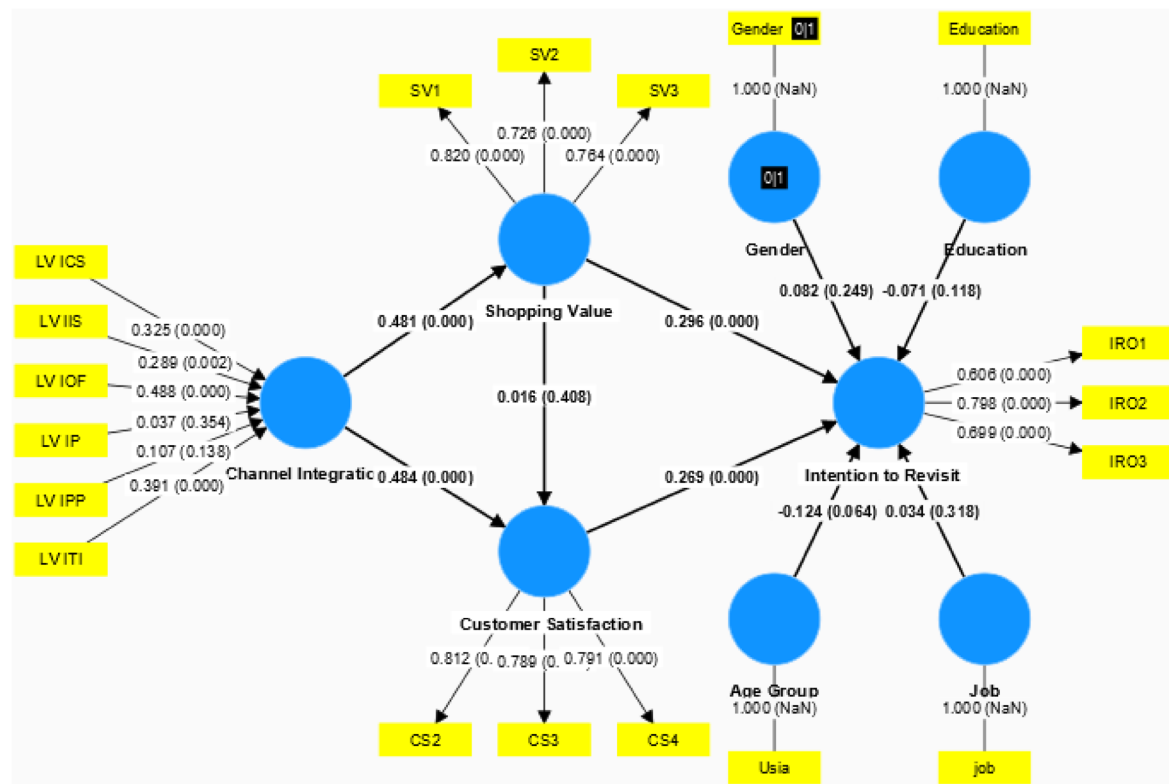 Gender 0|1
Education
SV2
SV1
SV3
1.000 (NaN)
1.000 (NaN)
0.726 (0.000)
0.820 (0.000)
0.764 (0.000)
0|1
Gender
Education
LV ICS
0.082 (0.249)
-0.071 (0.118)
Shopping Value
LV IIS
0.325 (0.000)
0.481 (0.000)
0.296 (0.000)
IRO1
0.289 (0.002)
0.606 (0.000)
LV IOF
0.488 (0.000)
0.016 (0.408)
0.798 (0.000)
IRO2
0.037 (0.354)
LV IP
0.107 (0.138)
0.699 (0.000)
IRO3
Channel Integratic
0.484 (0.000)
0.269 (0.000)
Intention to Revisit
0.391 (0.000)
LV IPP
-0.124 (0.064)
0.034 (0.318)
LV ITI
Customer Satisfaction
0.812 (0.
0.789 (0.
0.791 (0.000)
Age Group
Job
1.000 (NaN)
1.000 (NaN)
CS2
CS3
CS4
Usia
job